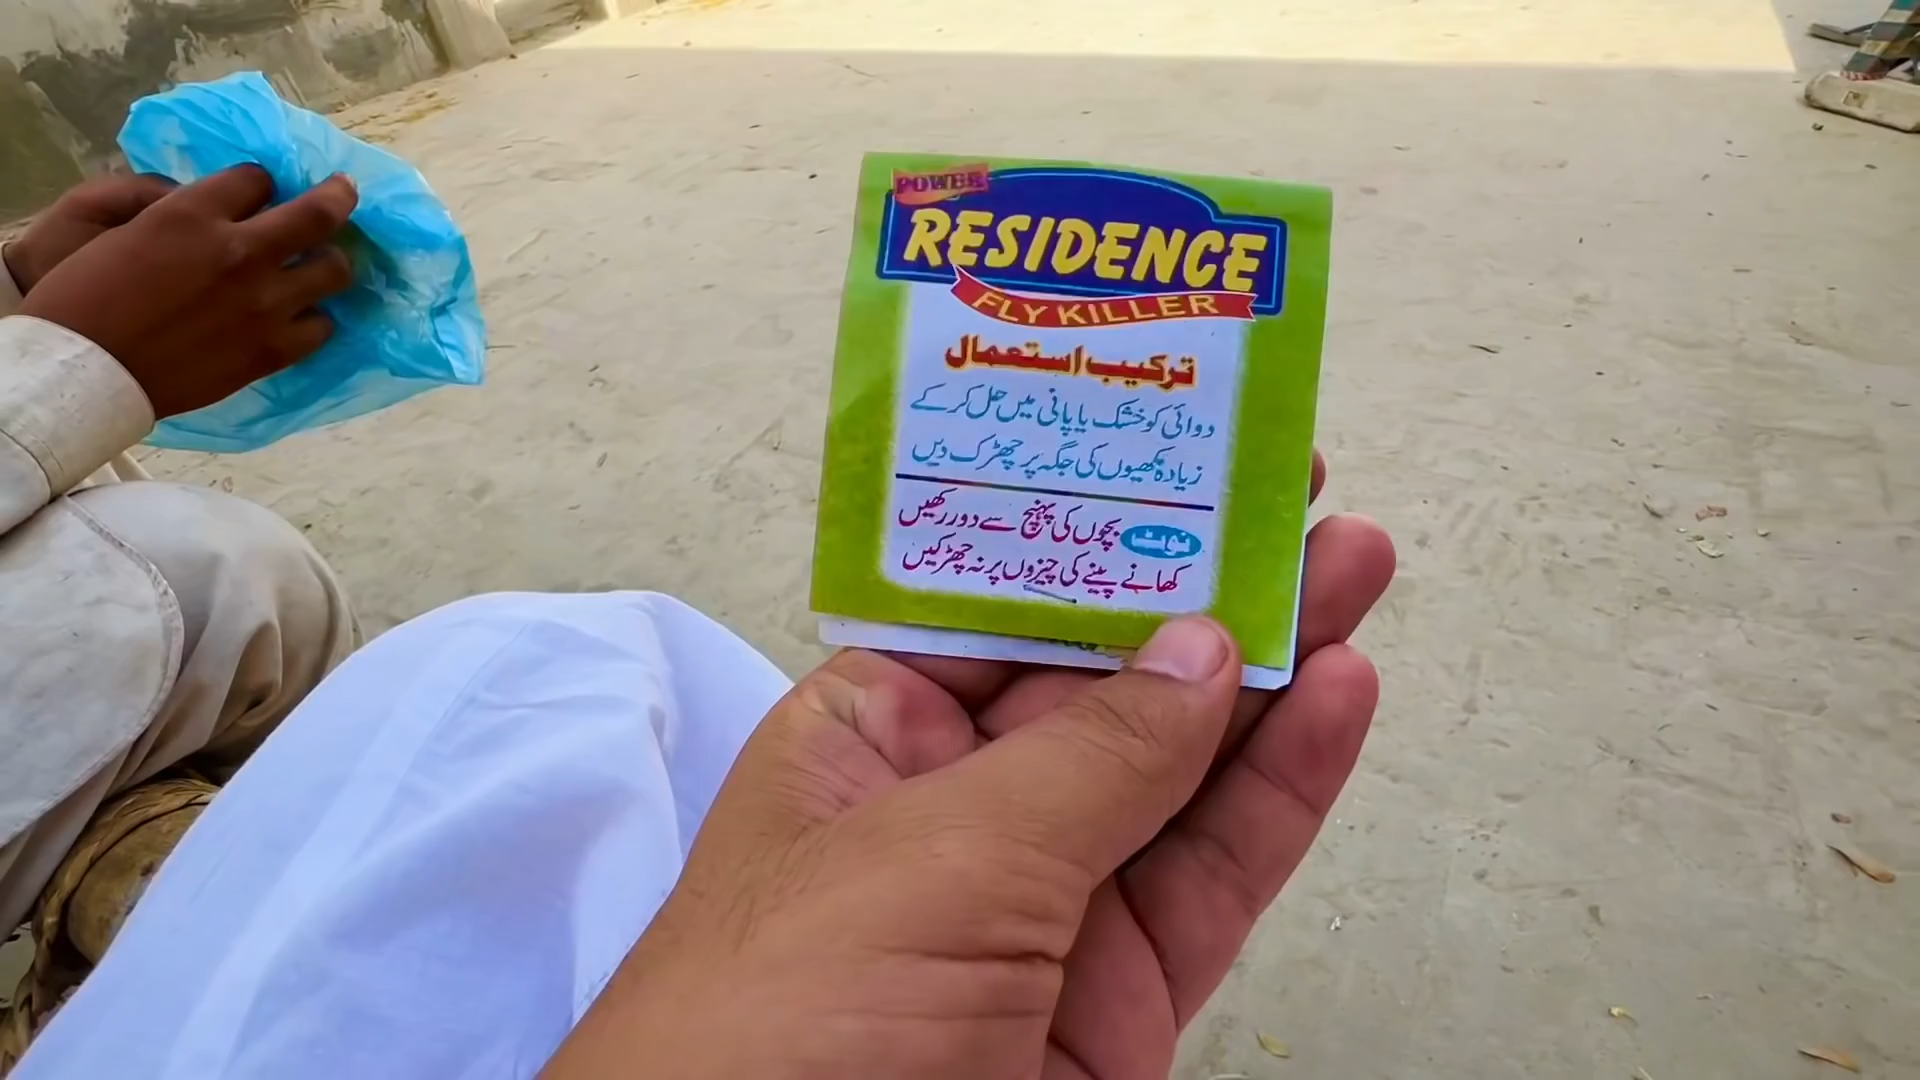 POWER
RESIDENCE
FLY KILLER
ترکیب استعمال
دوائی کو خشک یا پانی میں حل کر کے
زیادہ مکھیوں کی جگہ پر چھڑک دیں
نوٹ بچوں کی پہنچ سے دور رکھیں
کھانے پینے کی چیزوں پر نہ چھڑکیں